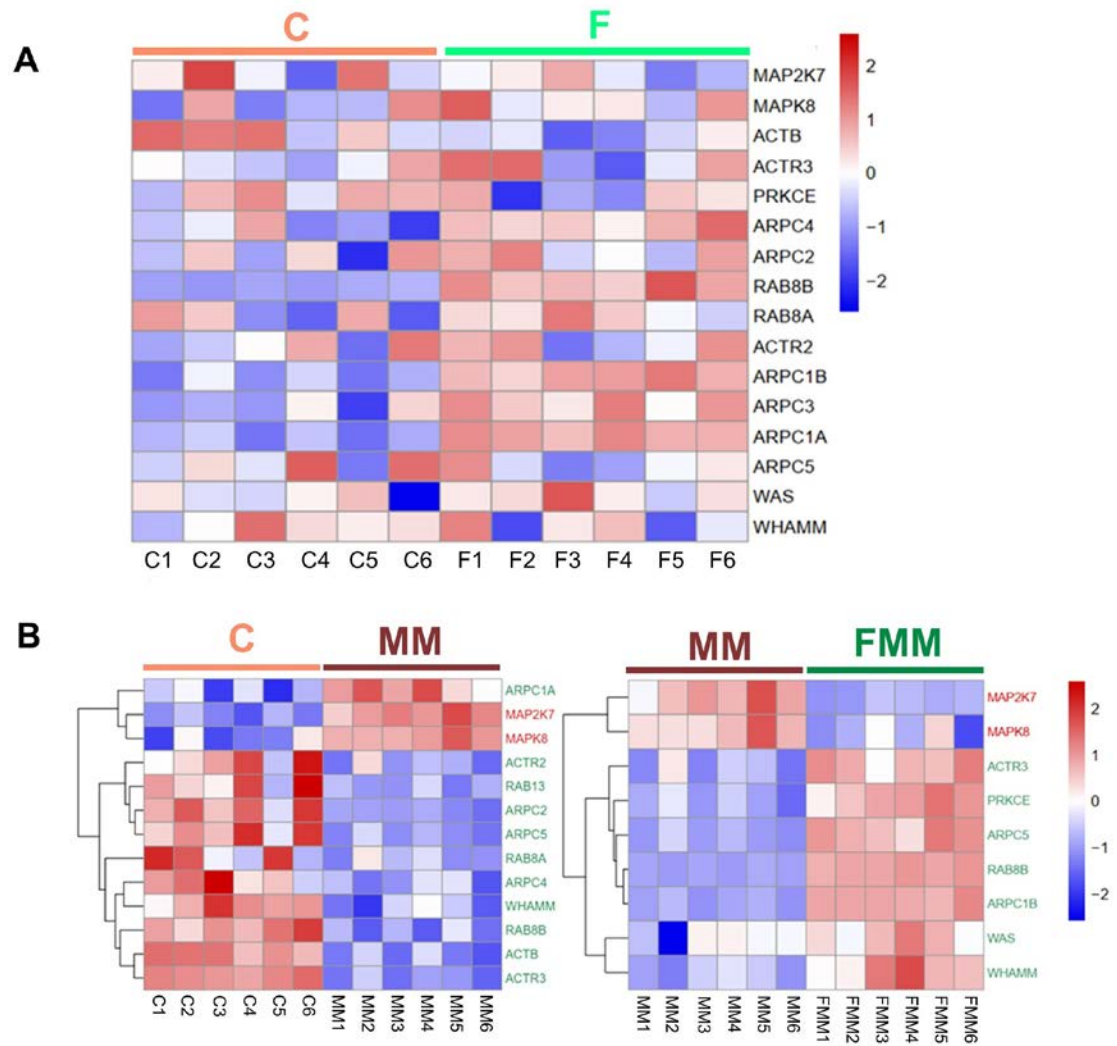 A
C F
MAP2K7
MAPK8
ACTB
ACTR3
PRKCE
ARPC4
ARPC2
RAB8B
RAB8A
ACTR2
ARPC1B
ARPC3
ARPC1A
ARPC5
WAS
WHAMM
C1 C2 C3 C4 C5 C6 F1 F2 F3 F4 F5 F6
2
1
0
−1
−2
B
C MM
ARPC1A
MAP2K7
MAPK8
ACTR2
RAB13
ARPC2
ARPC5
RAB8A
ARPC4
WHAMM
RAB8B
ACTB
ACTR3
C1 C2 C3 C4 C5 C6 MM1 MM2 MM3 MM4 MM5 MM6
MM FMM
MAP2K7
MAPK8
ACTR3
PRKCE
ARPC5
RAB8B
ARPC1B
WAS
WHAMM
MM1 MM2 MM3 MM4 MM5 MM6 FMM1 FMM2 FMM3 FMM4 FMM5 FMM6
2
1
0
−1
−2